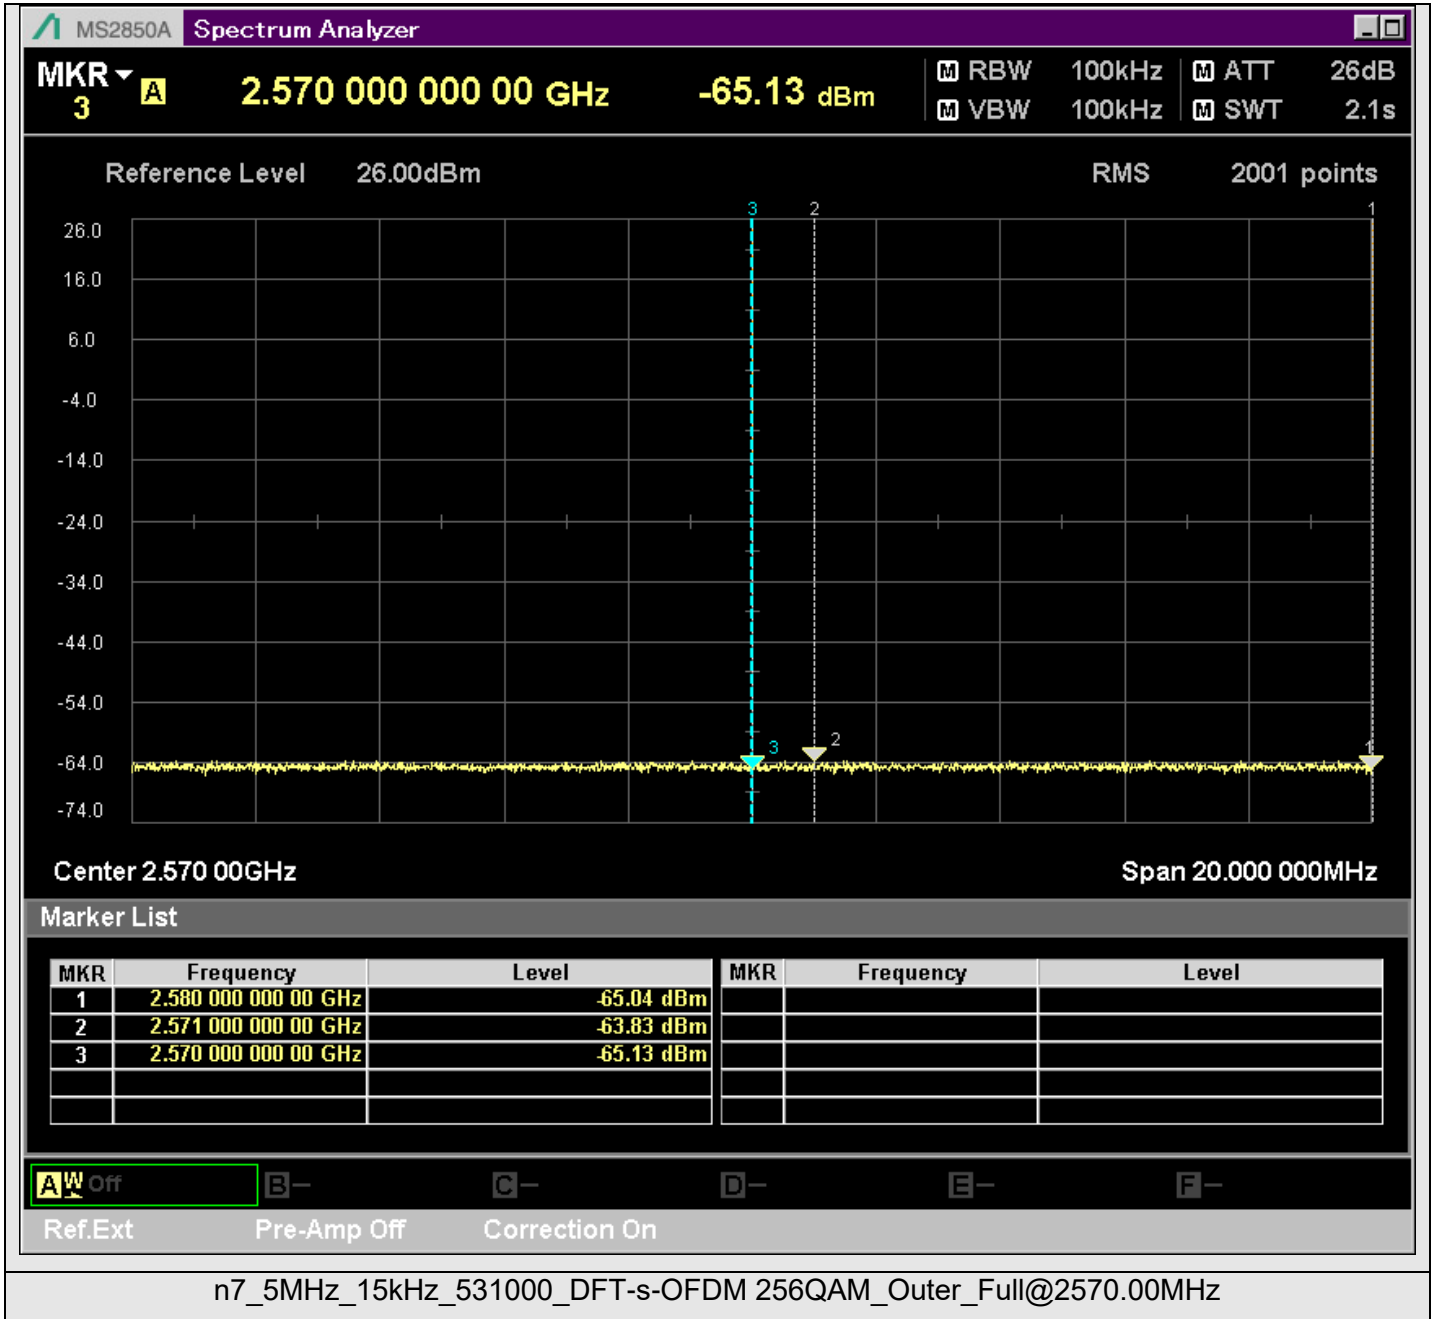 MS2850A Spectrum Analyzer
MKR A 2.570 000 000 00 GHz -65.13 dBm M RBW 100kHz M ATT 26dB
3 M VBW 100kHz M SWT 2.1s
Reference Level 26.00dBm RMS 2001 points
3 2 1
26.0
16.0
6.0
-4.0
-14.0
-24.0
-34.0
-44.0
-54.0
3 2 1
-64.0
-74.0
Center 2.570 00GHz Span 20.000 000MHz
Marker List
MKR Frequency Level MKR Frequency Level
1 2.580 000 000 00 GHz -65.04 dBm
2 2.571 000 000 00 GHz -63.83 dBm
3 2.570 000 000 00 GHz -65.13 dBm
A W Off B – C – D – E – F –
Ref.Ext Pre-Amp Off Correction On
n7_5MHz_15kHz_531000_DFT-s-OFDM 256QAM_Outer_Full@2570.00MHz